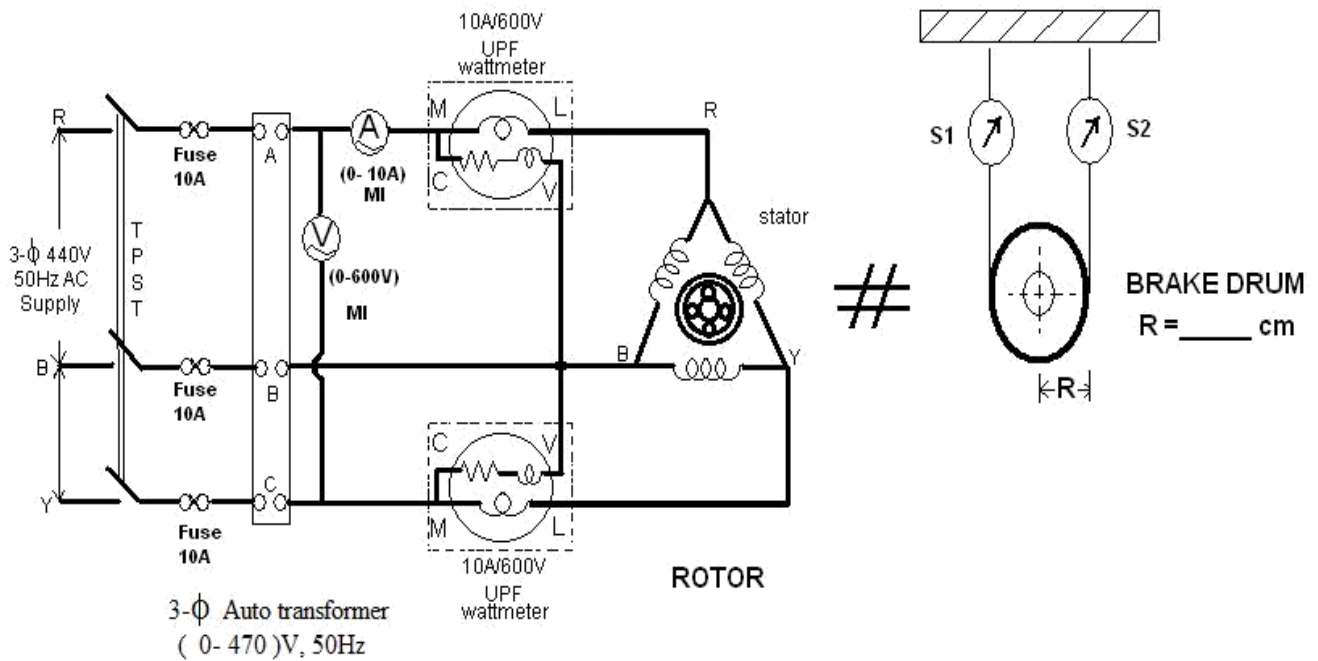 10A/600V
UPF
wattmeter
M
L
R
R
A
Fuse
10A
A
(0- 10A)
MI
C
V
S1
S2
T
P
S
T
3-ϕ 440V
50Hz AC
Supply
V
(0-600V)
MI
stator
BRAKE DRUM
R = _____ cm
B
Fuse
10A
B
B
Y
R
C
V
Y
C
M
L
Fuse
10A
10A/600V
UPF
wattmeter
ROTOR
3-ϕ Auto transformer
( 0- 470 )V, 50Hz